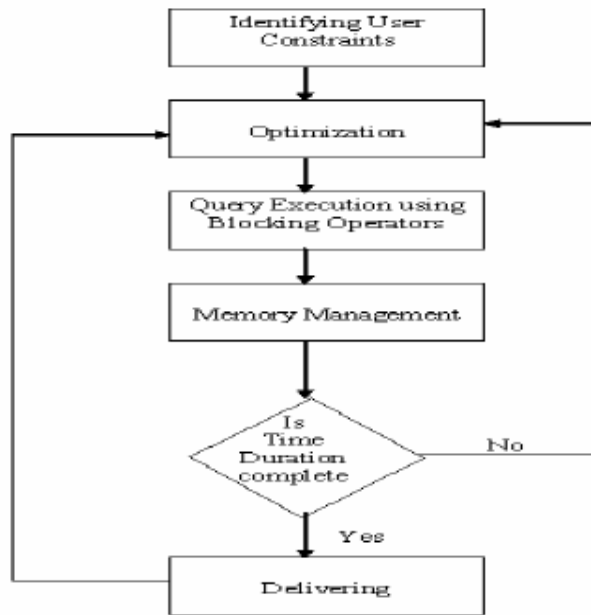 Identifying User
Constraints
Optimization
Query Execution using
Blocking Operators
Memory Management
Is
Time
Duration
complete
No
Yes
Delivering